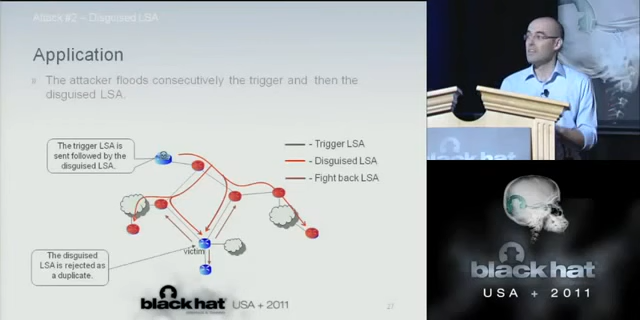 Attack #2 – Disguised LSA
Application
» The attacker floods consecutively the trigger and then the
disguised LSA.
The trigger LSA is
sent followed by the
disguised LSA.
- Trigger LSA
- Disguised LSA
- Fight back LSA
victim
The disguised
LSA is rejected as
a duplicate.
black hat
USA + 2011
black hat
black hat
USA + 2011